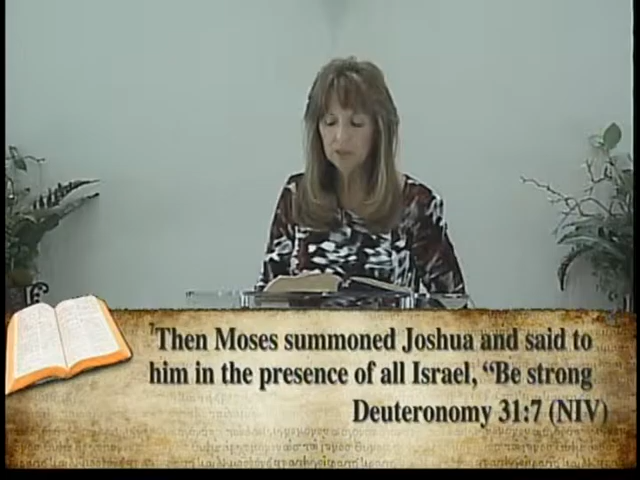 ⁷Then Moses summoned Joshua and said to
him in the presence of all Israel, “Be strong
Deuteronomy 31:7 (NIV)